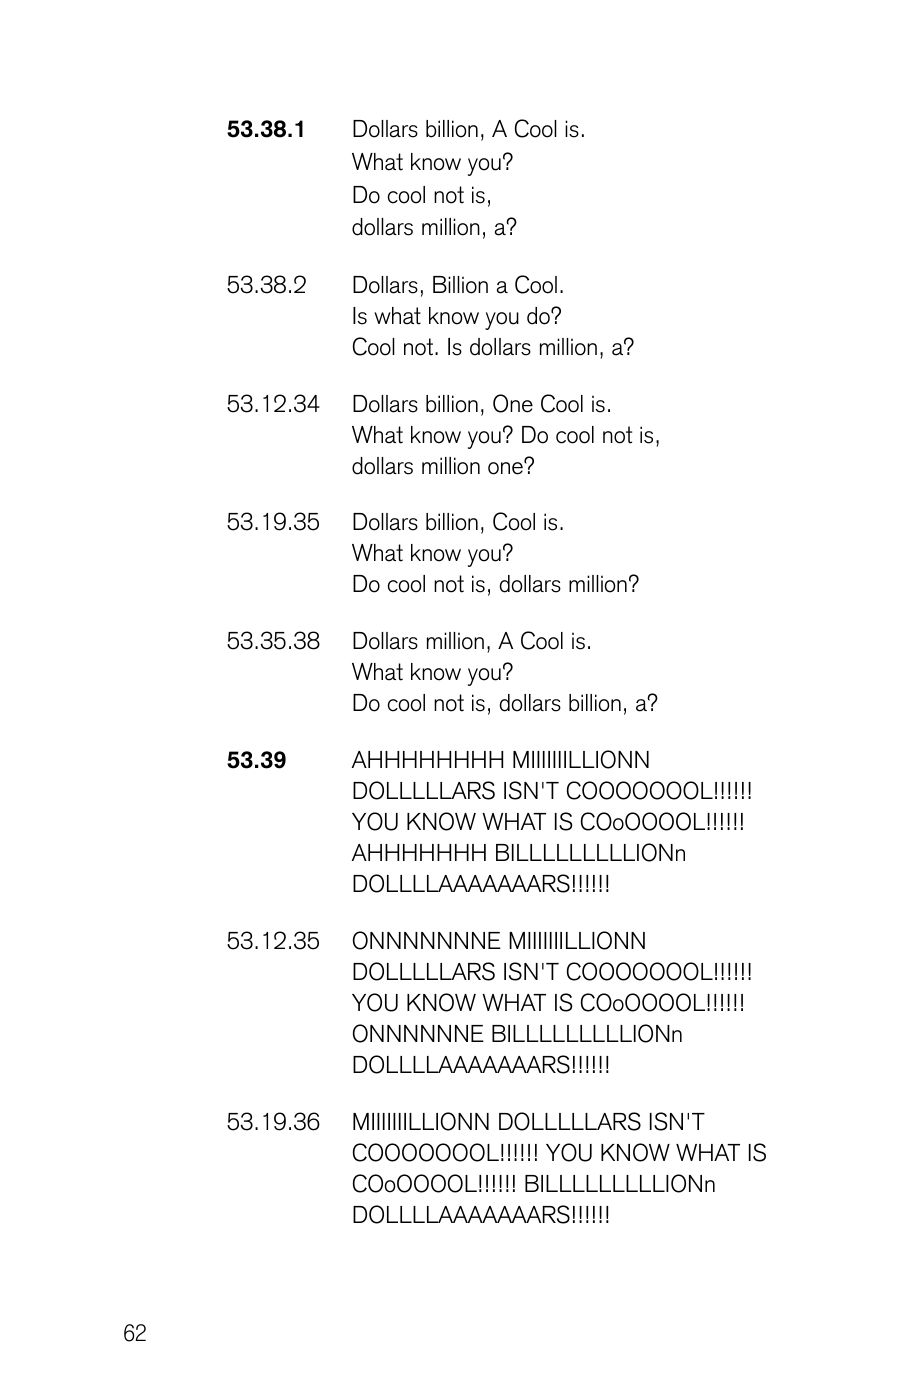 53.38.1 Dollars billion, A Cool is.
What know you?
Do cool not is,
dollars million, a?
53.38.2 Dollars, Billion a Cool.
Is what know you do?
Cool not. Is dollars million, a?
53.12.34 Dollars billion, One Cool is.
What know you? Do cool not is,
dollars million one?
53.19.35 Dollars billion, Cool is.
What know you?
Do cool not is, dollars million?
53.35.38 Dollars million, A Cool is.
What know you?
Do cool not is, dollars billion, a?
53.39 AHHHHHHHH MIIIIIIILLIONN
DOLLLLLARS ISN'T COOOOOOOL!!!!!!
YOU KNOW WHAT IS COoOOOOL!!!!!!
AHHHHHHH BILLLLLLLLLLIONn
DOLLLLAAAAAAARS!!!!!!
53.12.35 ONNNNNNNE MIIIIIIILLIONN
DOLLLLLARS ISN'T COOOOOOOL!!!!!!
YOU KNOW WHAT IS COoOOOOL!!!!!!
ONNNNNNE BILLLLLLLLLLIONn
DOLLLLAAAAAAARS!!!!!!
53.19.36 MIIIIIIILLIONN DOLLLLLARS ISN'T
COOOOOOOL!!!!!! YOU KNOW WHAT IS
COoOOOOL!!!!!! BILLLLLLLLLLIONn
DOLLLLAAAAAAARS!!!!!!
62